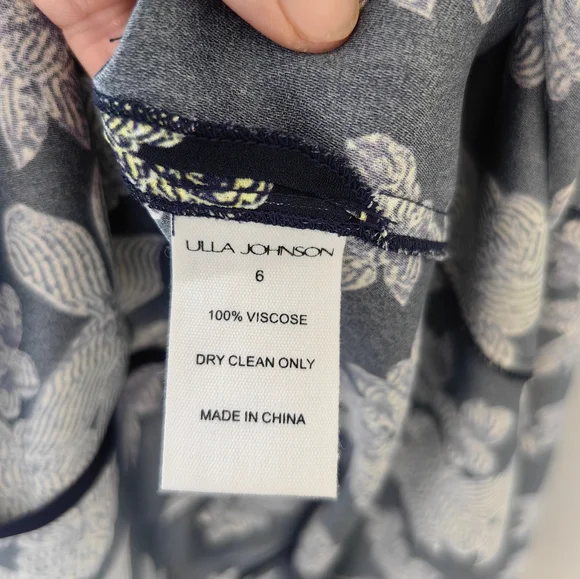 ULLA JOHNSON
6
100% VISCOSE
DRY CLEAN ONLY
MADE IN CHINA